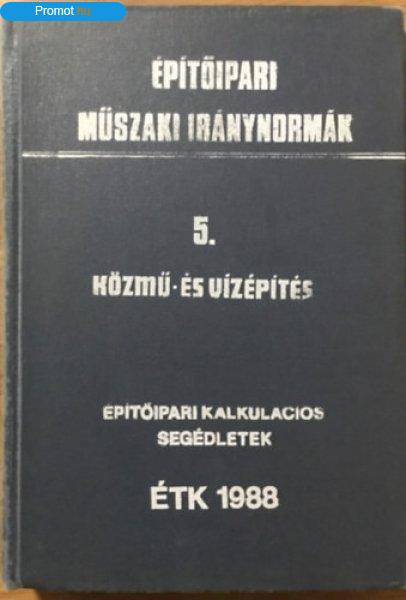 Promot.hu
ÉPÍTŐIPARI
MŰSZAKI IRÁNYNORMÁK
5.
KÖZMŰ-ÉS VÍZÉPÍTÉS
ÉPÍTŐIPARI KALKULACIOS
SEGÉDLETEK
ÉTK 1988